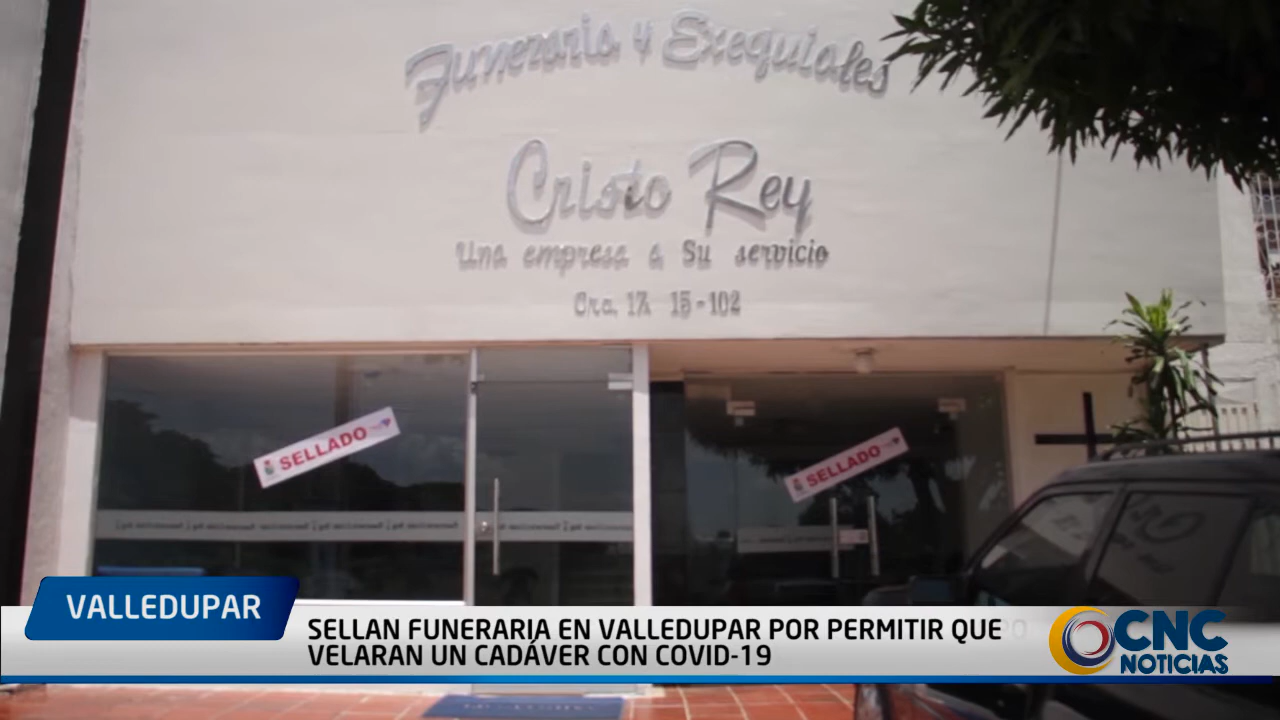 Funeraria y Exequiales
Cristo Rey
Una empresa a Su servicio
Cra. 17 15-102
SELLADO
SELLADO
VALLEDUPAR
SELLAN FUNERARIA EN VALLEDUPAR POR PERMITIR QUE
VELARAN UN CADÁVER CON COVID-19
CNC
NOTICIAS